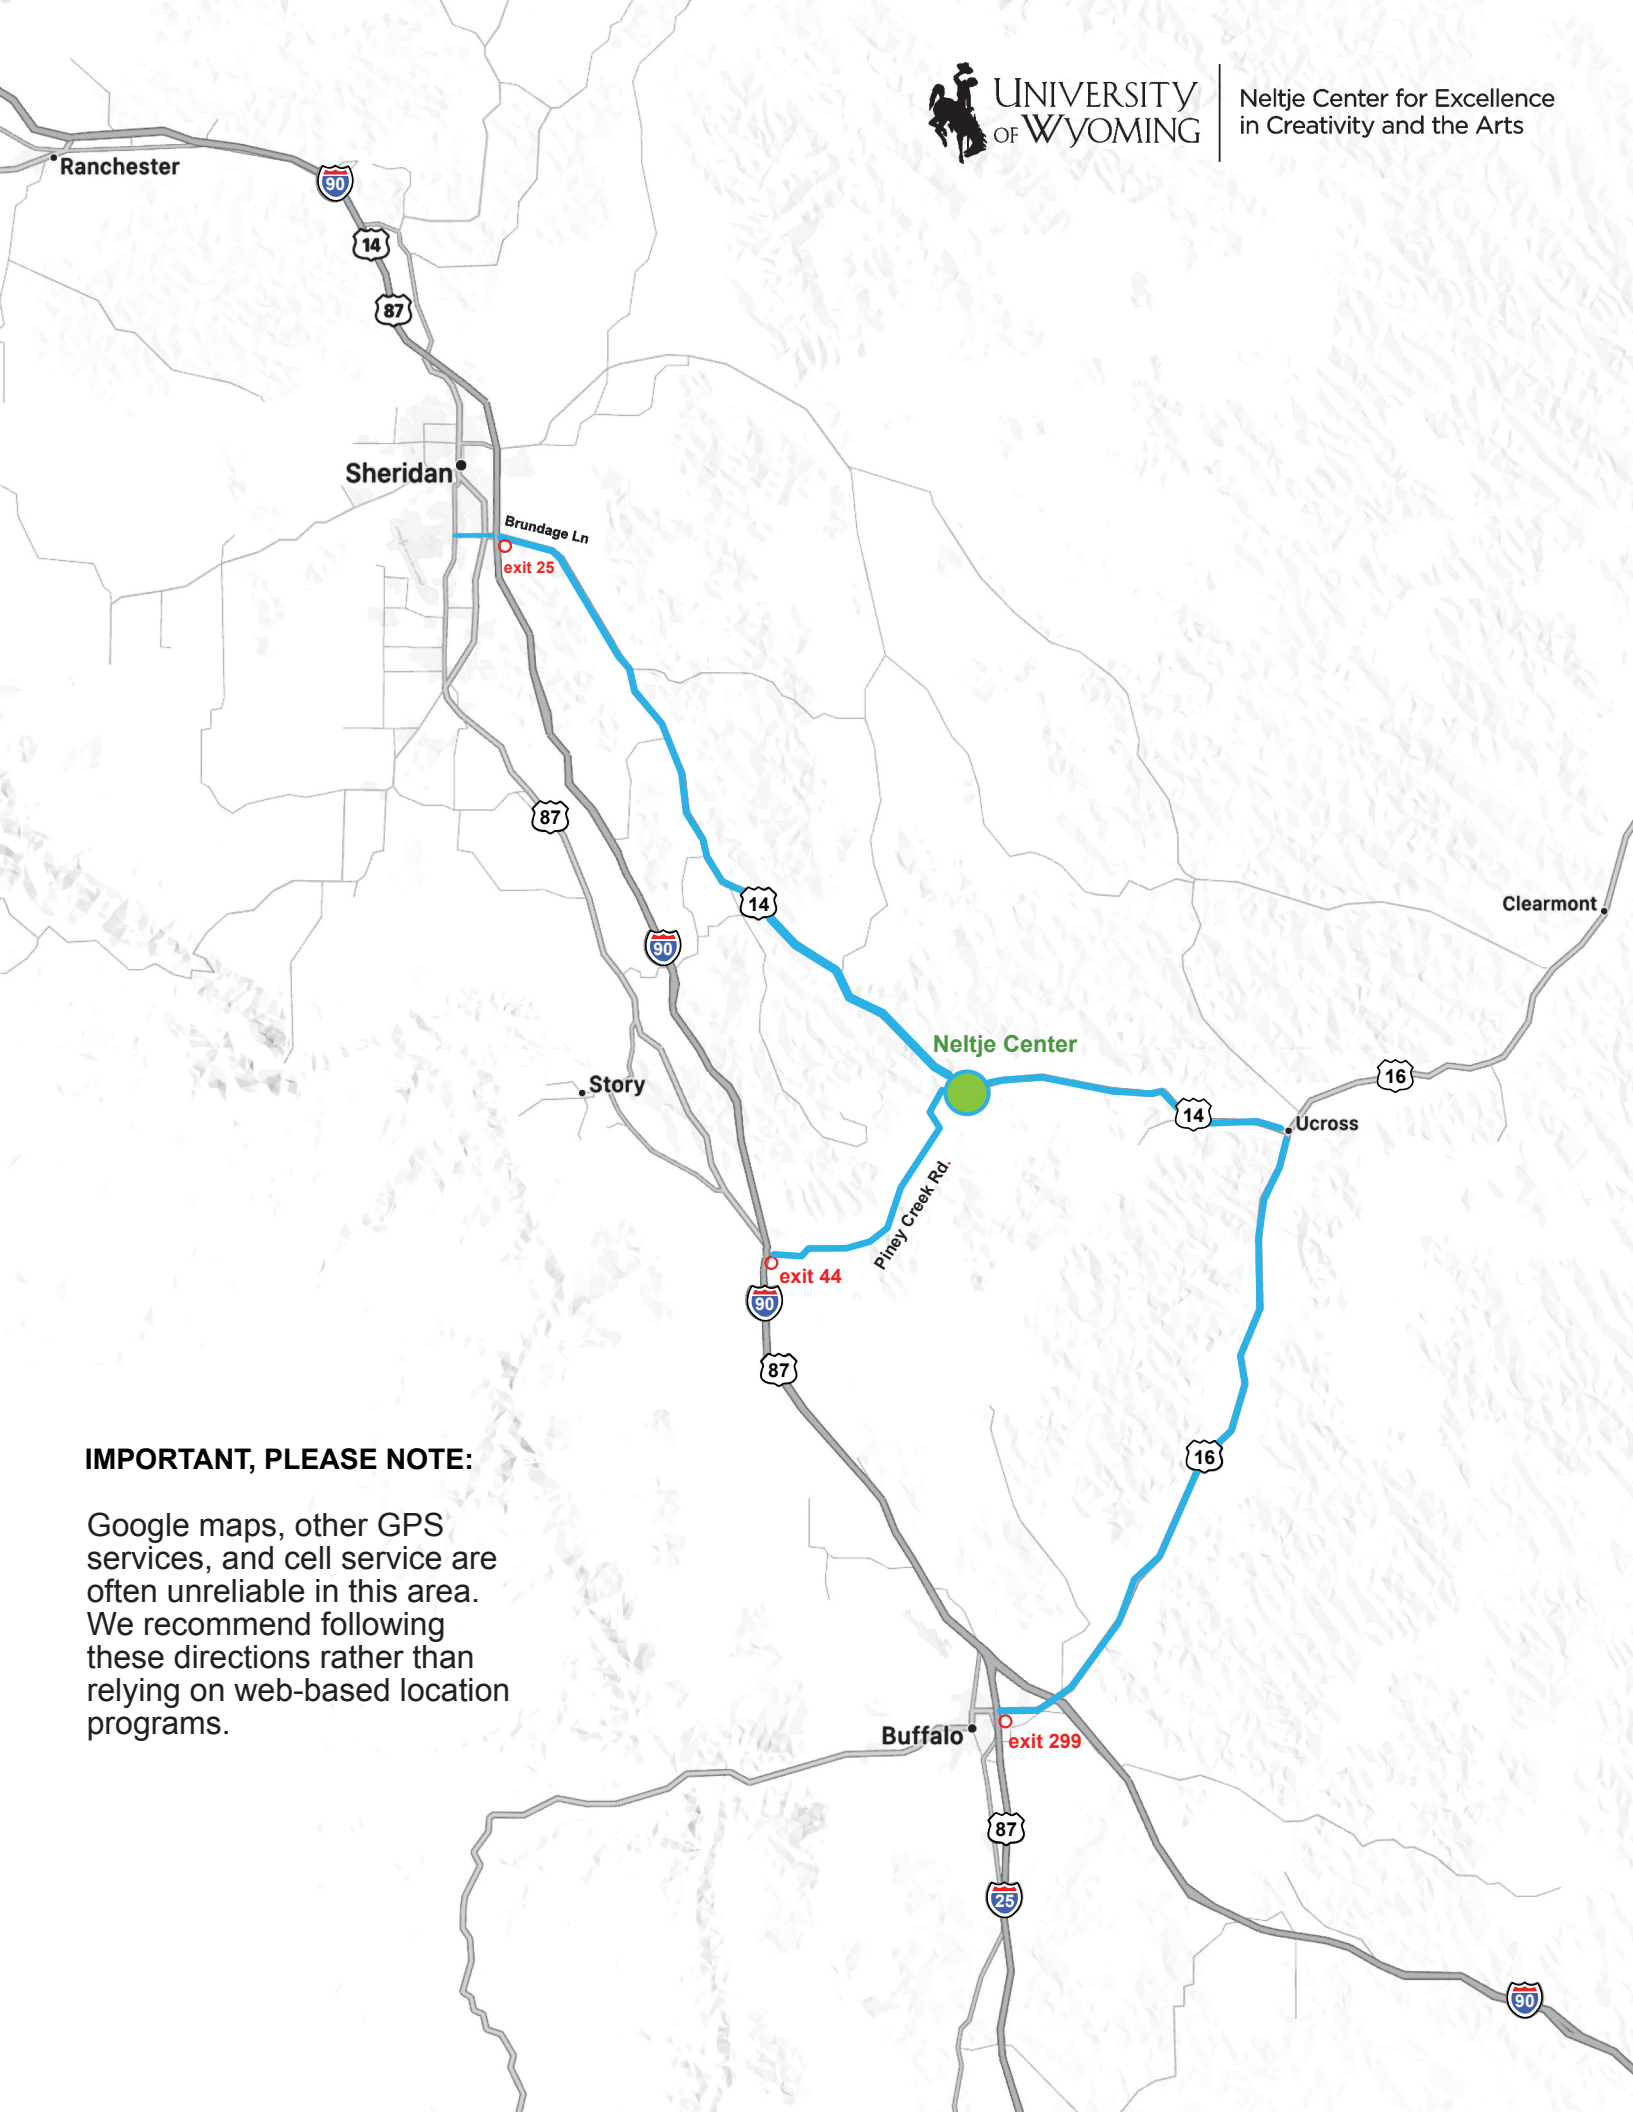 UNIVERSITY
OF WYOMING
Neltje Center for Excellence
in Creativity and the Arts
Ranchester
90
14
87
Sheridan
Brundage Ln
exit 25
87
14
90
Clearmont
Neltje Center
16
Story
14
Ucross
Piney Creek Rd.
exit 44
90
87
16
IMPORTANT, PLEASE NOTE:
Google maps, other GPS
services, and cell service are
often unreliable in this area.
We recommend following
these directions rather than
relying on web-based location
programs.
Buffalo
exit 299
87
25
90